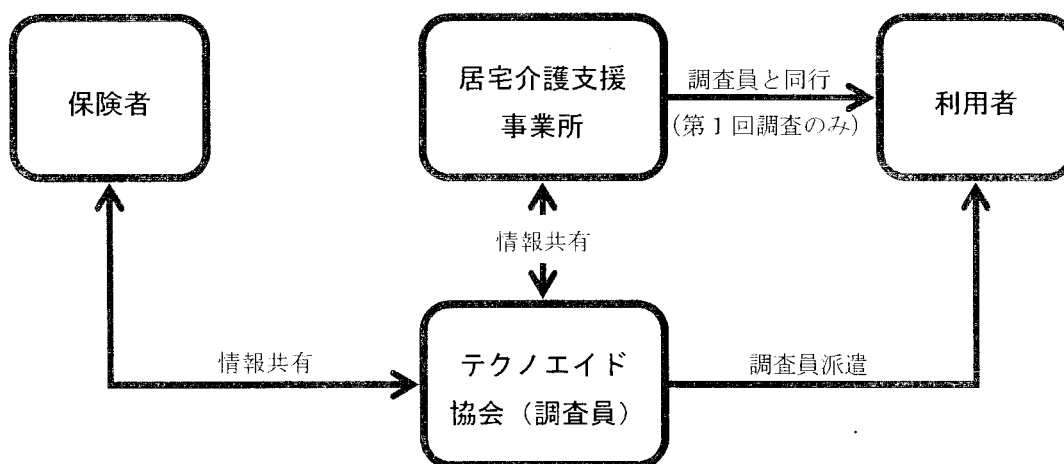 保険者
居宅介護支援
事業所
調査員と同行
(第1回調査のみ)
利用者
情報共有
情報共有
テクノエイド
協会（調査員）
調査員派遣